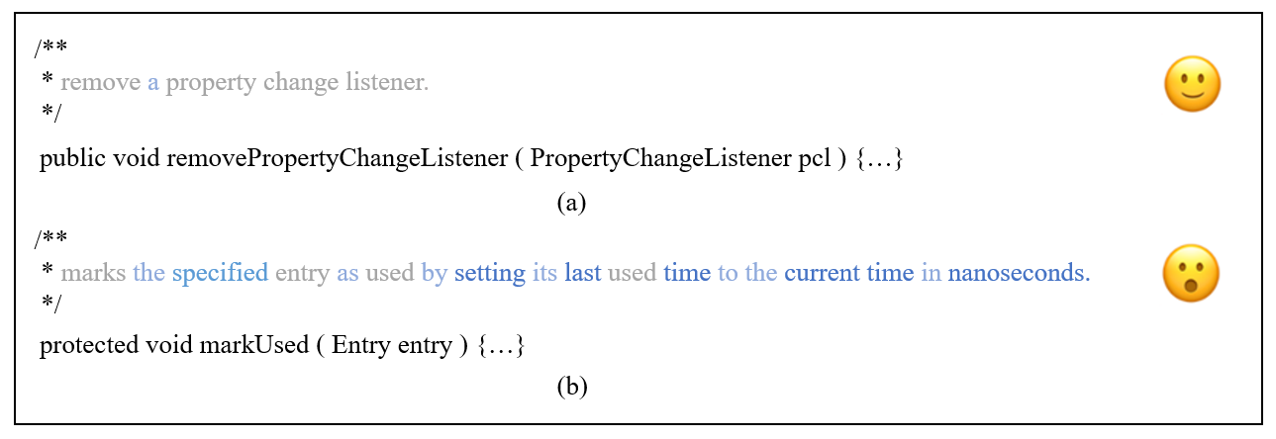 /**
* remove a property change listener.
*/
public void removePropertyChangeListener ( PropertyChangeListener pcl ) {…}
(a)
/**
* marks the specified entry as used by setting its last used time to the current time in nanoseconds.
*/
protected void markUsed ( Entry entry ) {…}
(b)